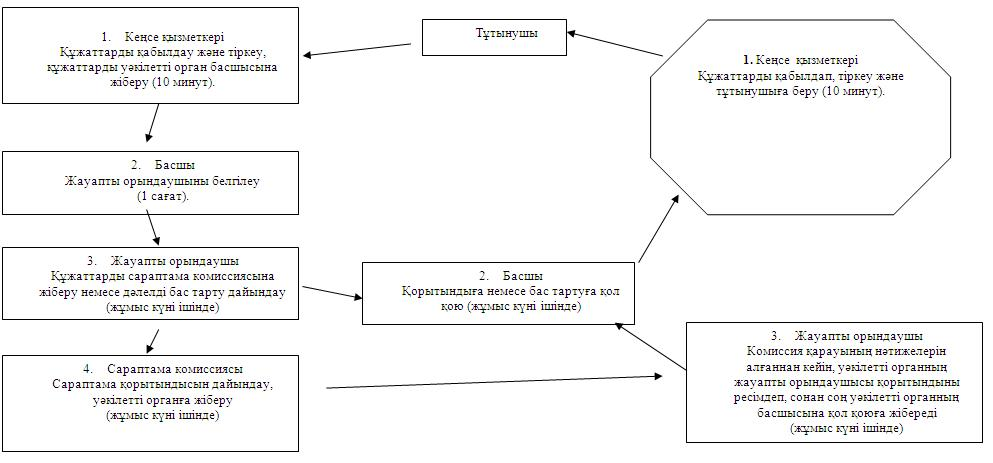 Тұтынушы
1. Кеңсе қызметкері
Құжаттарды қабылдау және тіркеу,
құжаттарды уәкілетті орган басшысына
жіберу (10 минут).
1. Кеңсе қызметкері
Құжаттарды қабылдап, тіркеу және
тұтынушыға беру (10 минут).
2. Басшы
Жауапты орындаушыны белгілеу
(1 сағат).
3. Жауапты орындаушы
Құжаттарды сараптама комиссиясына
жіберу немесе дәлелді бас тарту дайындау
(жұмыс күні ішінде)
2. Басшы
Қорытындыға немесе бас тартуға қол
қою (жұмыс күні ішінде)
4. Сараптама комиссиясы
Сараптама қорытындысын дайындау,
уәкілетті органға жіберу
(жұмыс күні ішінде)
3. Жауапты орындаушы
Комиссия қарауының нәтижелерін
алғаннан кейін, уәкілетті органның
жауапты орындаушысы қорытындыны
ресімдеп, сонан соң уәкілетті органның
басшысына қол қоюға жібереді
(жұмыс күні ішінде)